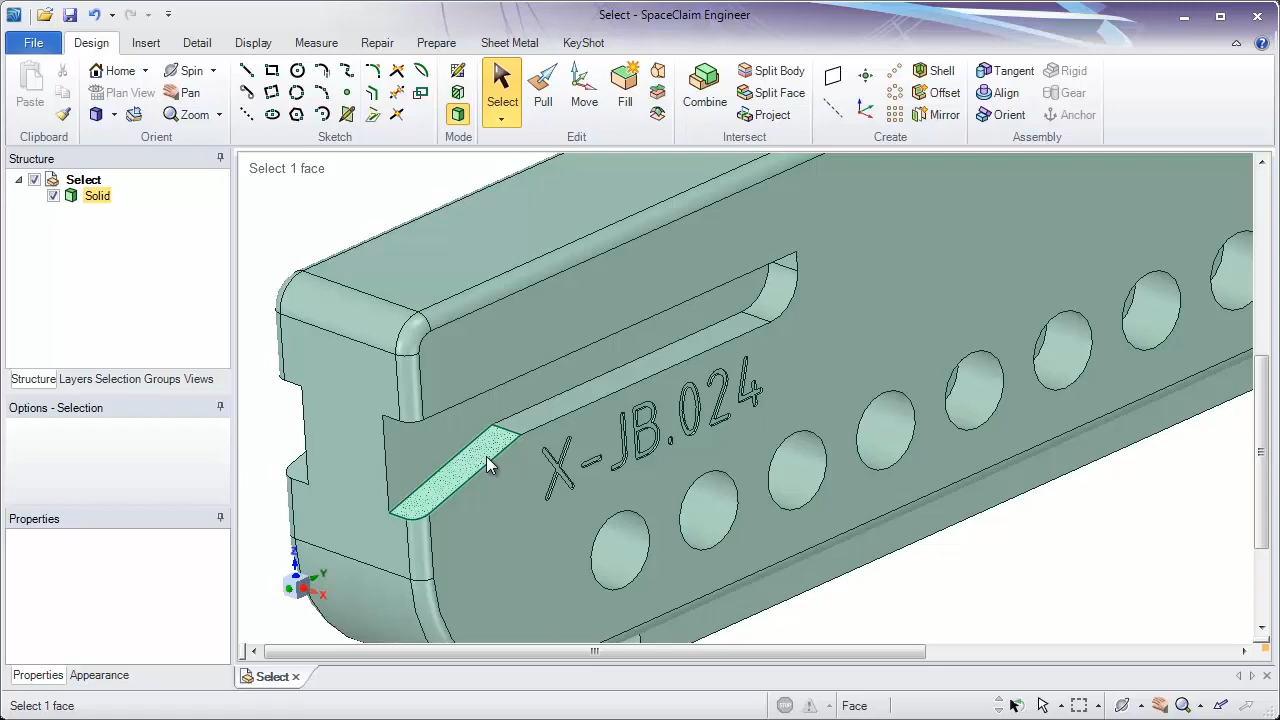 Select - SpaceClaim Engineer
File Design Insert Detail Display Measure Repair Prepare Sheet Metal KeyShot
Paste
Home Spin
Plan View Pan
Zoom
Select Pull Move Fill
Combine
Split Body
Split Face
Project
Shell
Offset
Mirror
Tangent Rigid
Align Gear
Orient Anchor
Clipboard Orient Sketch Mode Edit Intersect Create Assembly
Structure
Select
Solid
Structure Layers Selection Groups Views
Options - Selection
Properties
Properties Appearance
Select 1 face
X-JB.024
Z
Y
X
Select
Select 1 face
Face